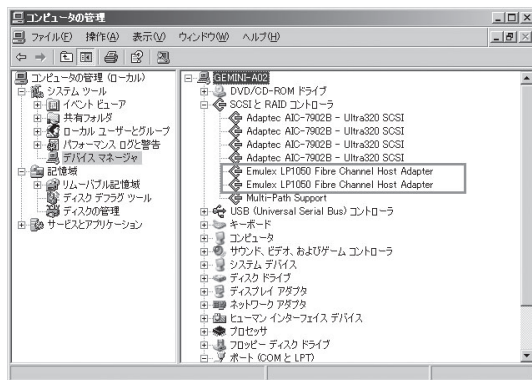 コンピュータの管理
ファイル(F) 操作(A) 表示(V) ウィンドウ(W) ヘルプ(H)
コンピュータの管理 (ローカル)
システム ツール
イベント ビューア
共有フォルダ
ローカル ユーザーとグループ
パフォーマンス ログと警告
デバイス マネージャ
記憶域
リムーバブル記憶域
ディスク デフラグ ツール
ディスクの管理
サービスとアプリケーション
GEMINI-A02
DVD/CD-ROM ドライブ
SCSI と RAID コントローラ
Adaptec AIC-7902B - Ultra320 SCSI
Adaptec AIC-7902B - Ultra320 SCSI
Adaptec AIC-7902B - Ultra320 SCSI
Adaptec AIC-7902B - Ultra320 SCSI
Emulex LP1050 Fibre Channel Host Adapter
Emulex LP1050 Fibre Channel Host Adapter
Multi-Path Support
USB (Universal Serial Bus) コントローラ
キーボード
コンピュータ
サウンド、ビデオ、およびゲーム コントローラ
システム デバイス
ディスク ドライブ
ディスプレイ アダプタ
ネットワーク アダプタ
ヒューマン インターフェイス デバイス
プロセッサ
フロッピー ディスク ドライブ
ポート (COM と LPT)